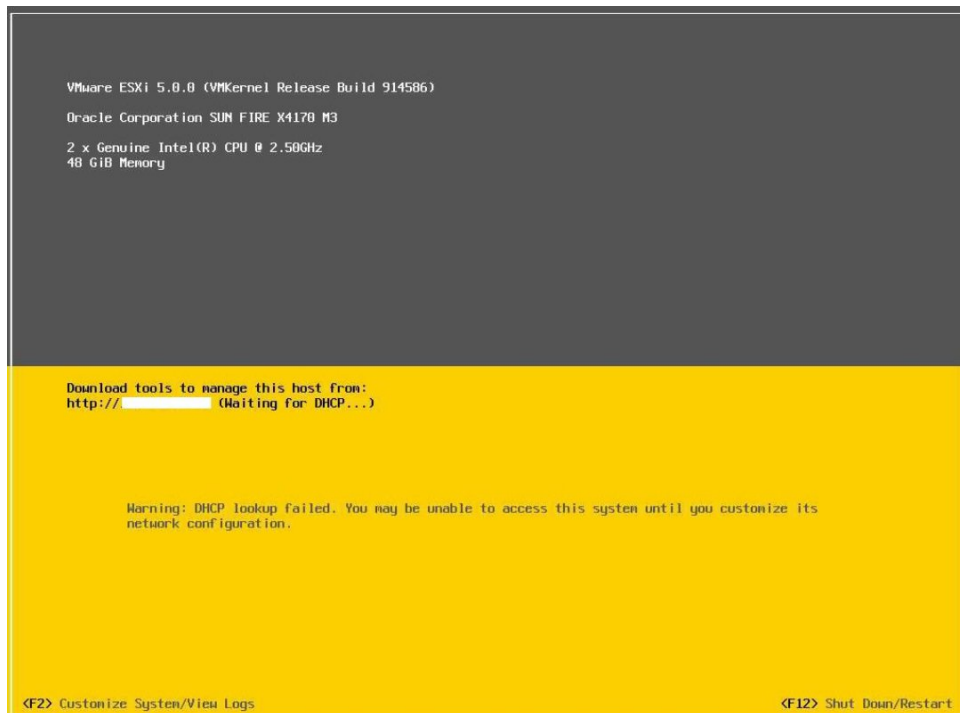 VMware ESXi 5.0.0 (VMKernel Release Build 914586)
Oracle Corporation SUN FIRE X4170 M3
2 x Genuine Intel(R) CPU @ 2.50GHz
48 GiB Memory
Download tools to manage this host from:
http:// (Waiting for DHCP...)
Warning: DHCP lookup failed. You may be unable to access this system until you customize its
network configuration.
<F2> Customize System/View Logs
<F12> Shut Down/Restart